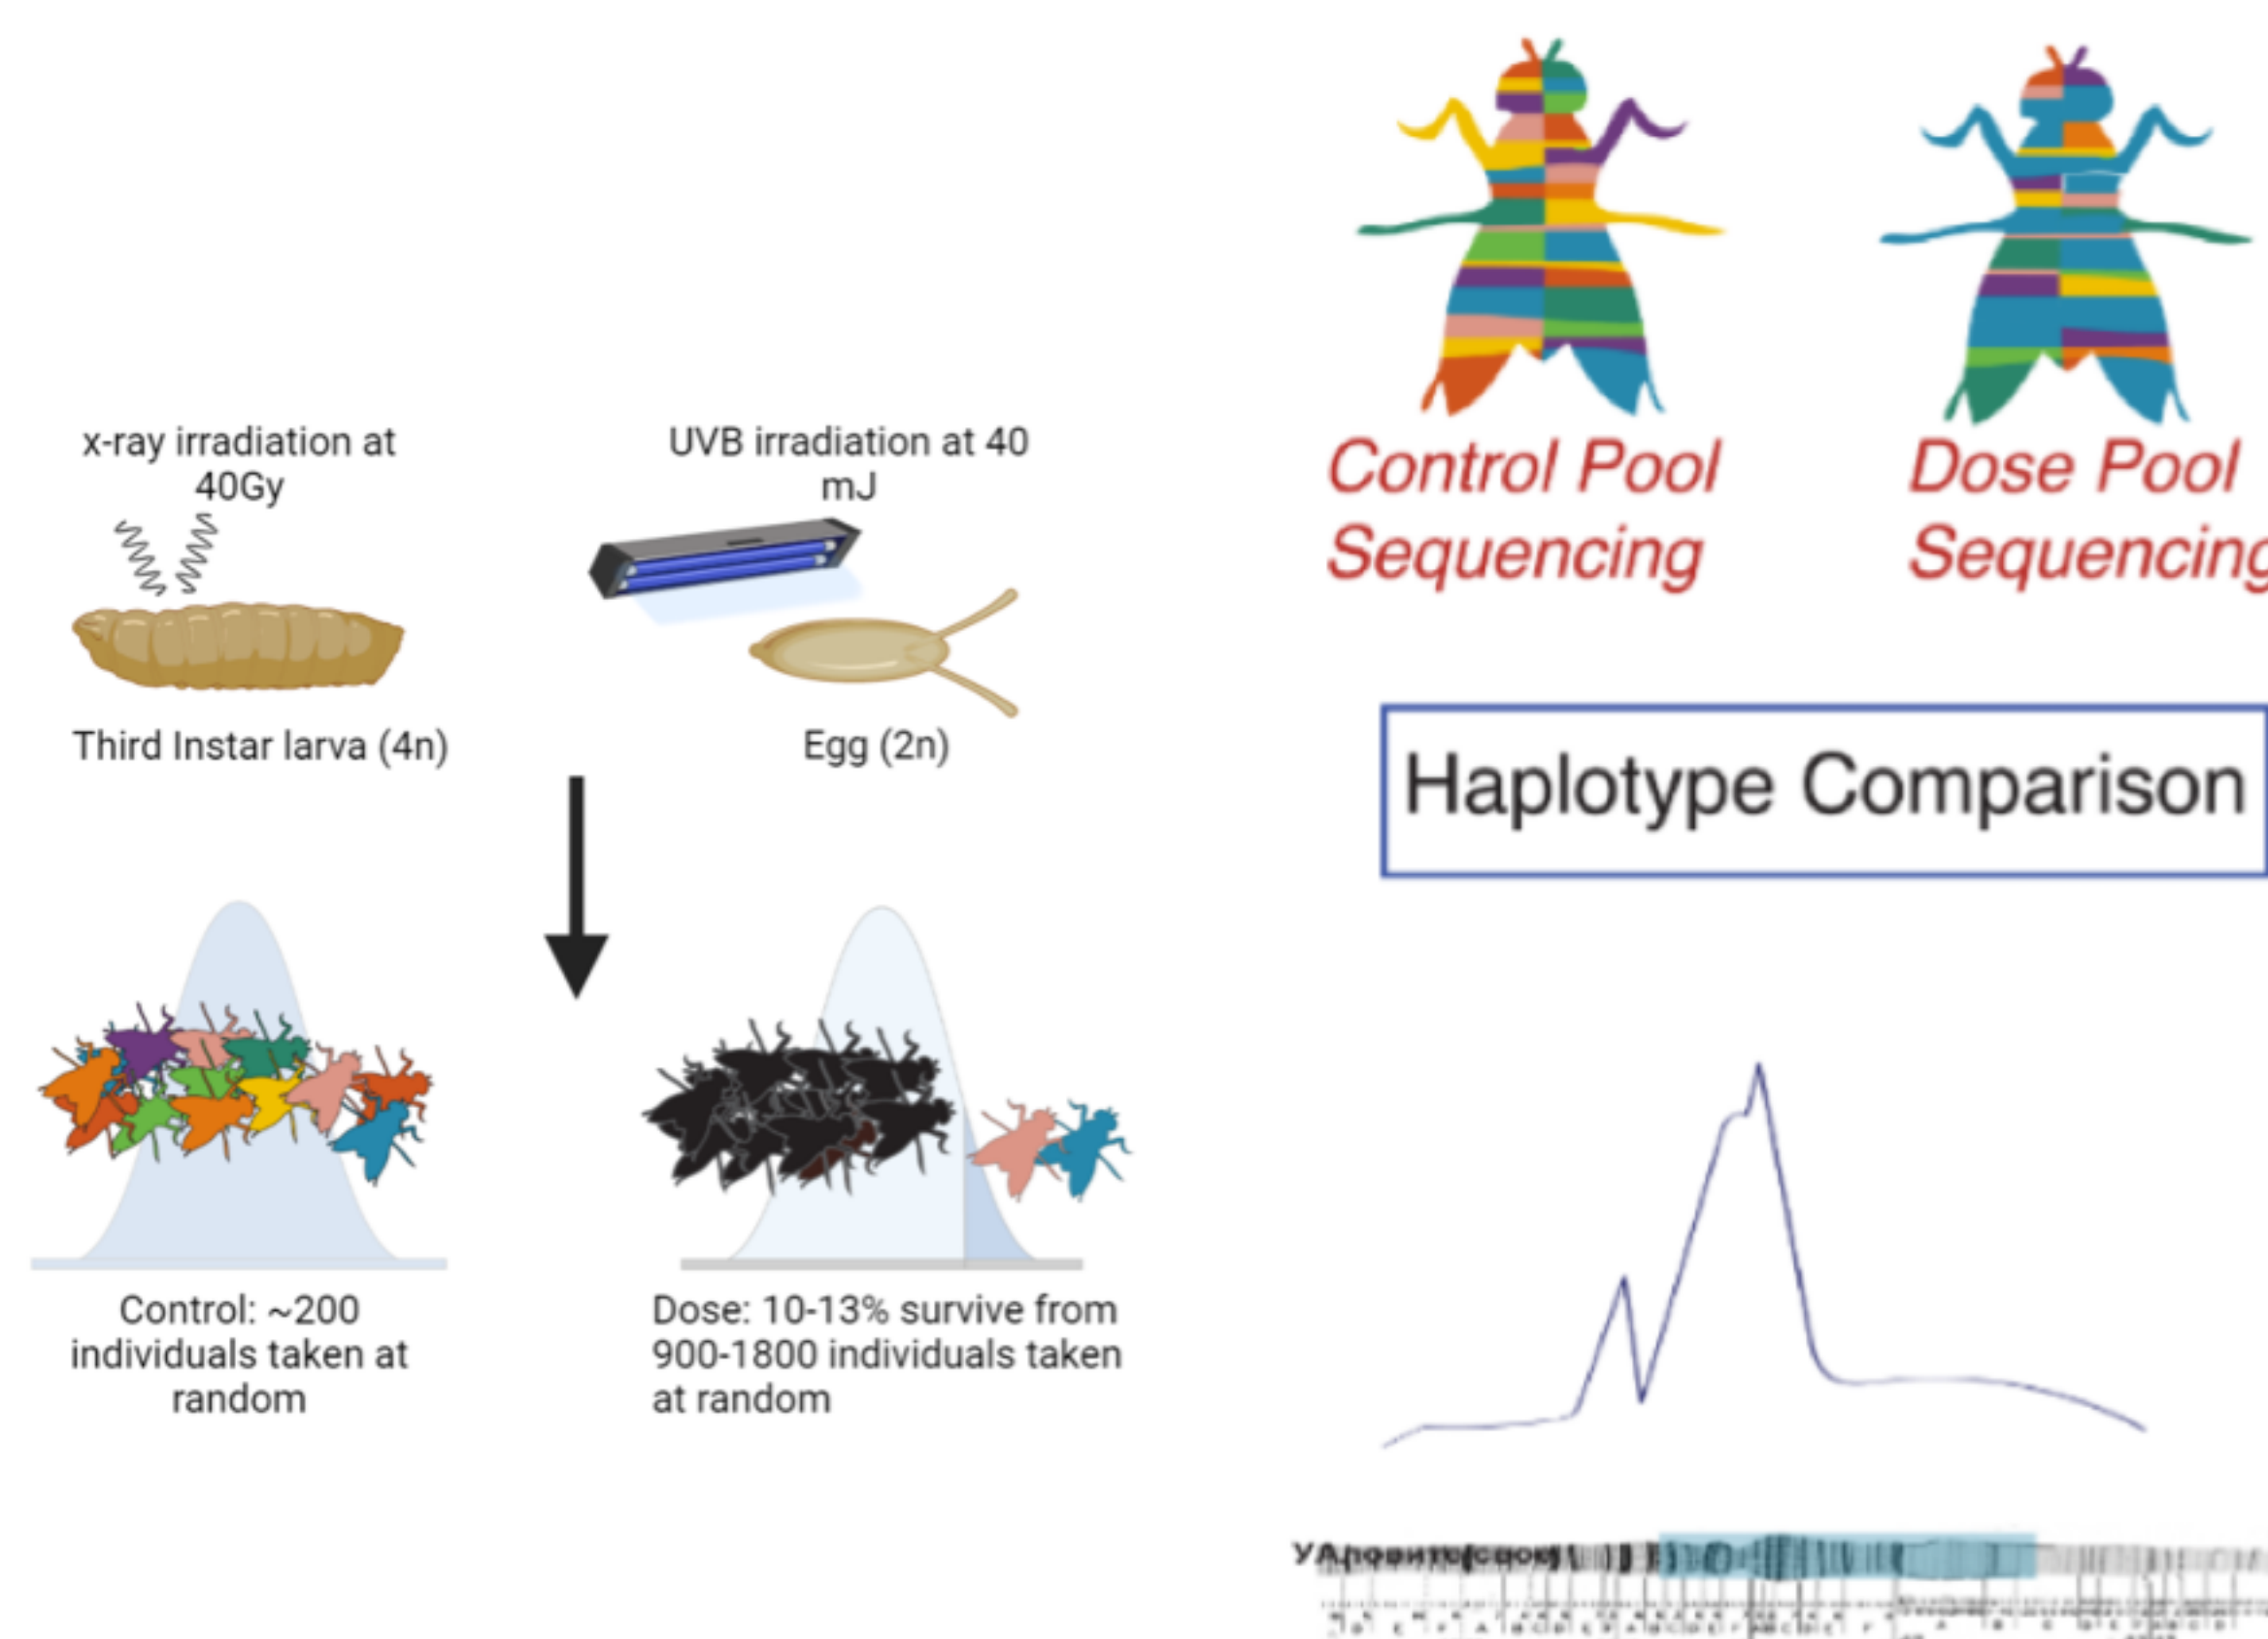 x-ray irradiation at
40Gy
Third Instar larva (4n)
UVB irradiation at 40
mJ
Egg (2n)
Control: ~200
individuals taken at
random
Dose: 10-13% survive from
900-1800 individuals taken
at random
Control Pool
Sequencing
Dose Pool
Sequencing
Haplotype Comparison